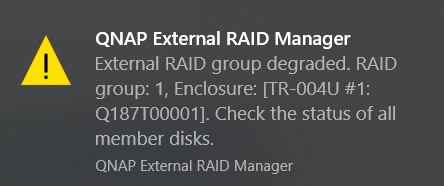 QNAP External RAID Manager
External RAID group degraded. RAID
group: 1, Enclosure: [TR-004U #1:
Q187T00001]. Check the status of all
member disks.
QNAP External RAID Manager